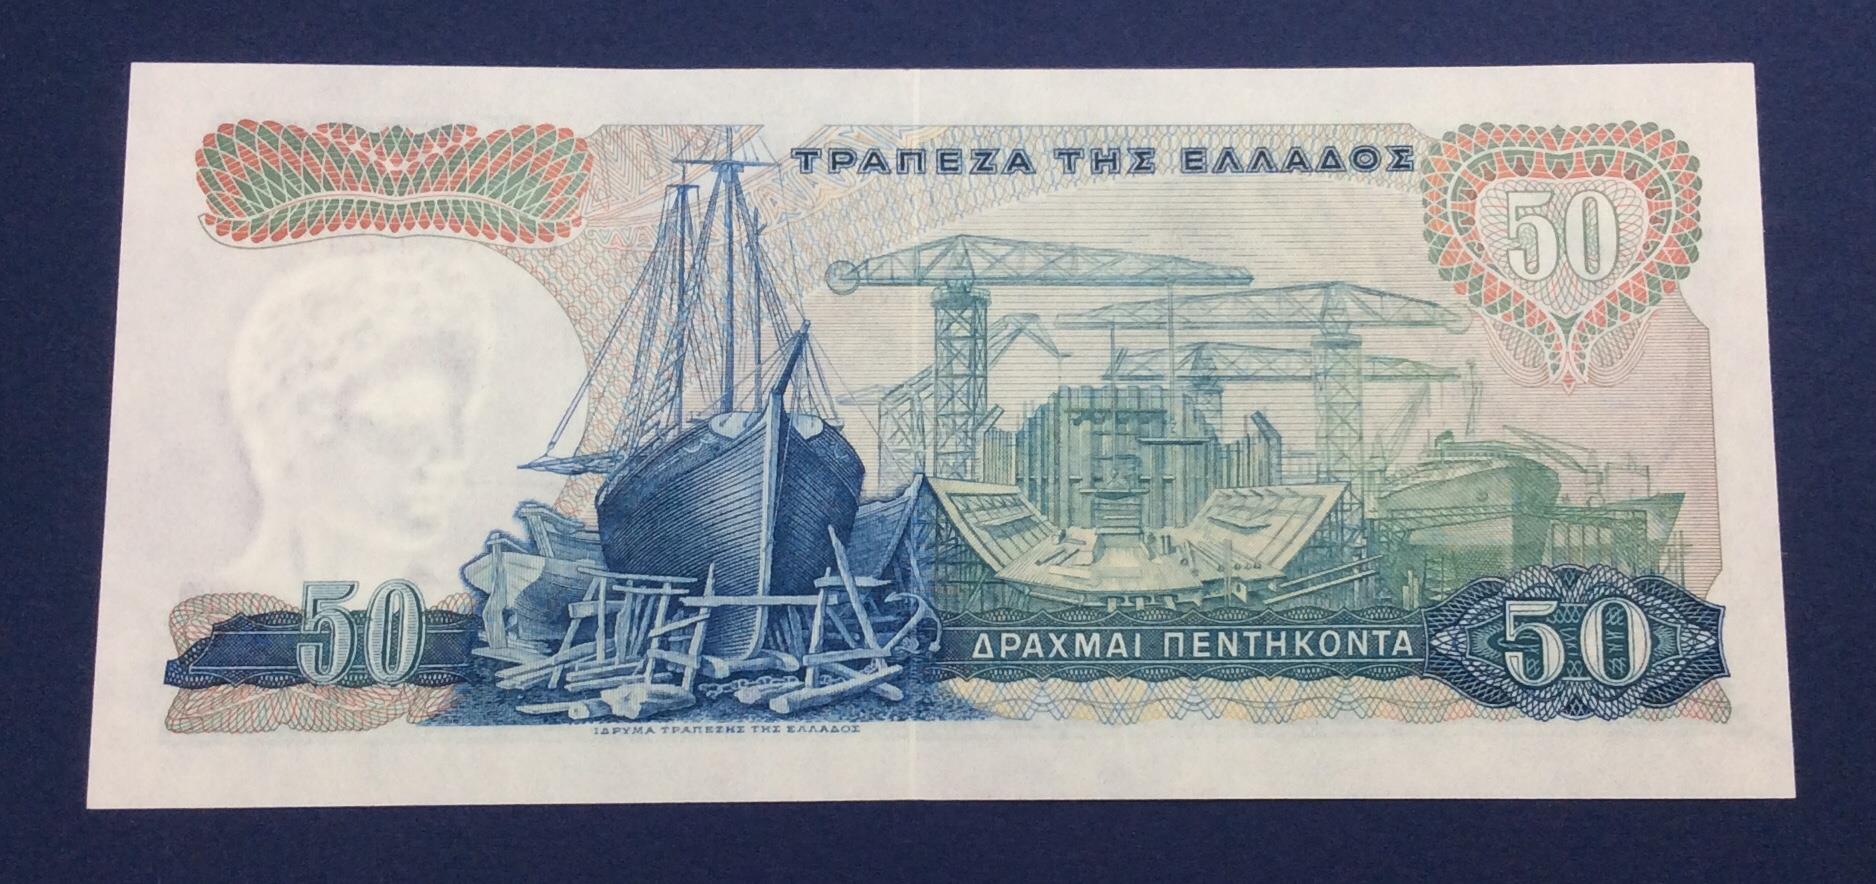 ΤΡΑΠΕΖΑ ΤΗΣ ΕΛΛΑΔΟΣ
50
50
ΔΡΑΧΜΑΙ ΠΕΝΤΗΚΟΝΤΑ
50
ΙΔΡΥΜΑ ΤΡΑΠΕΖΗΣ ΤΗΣ ΕΛΛΑΔΟΣ